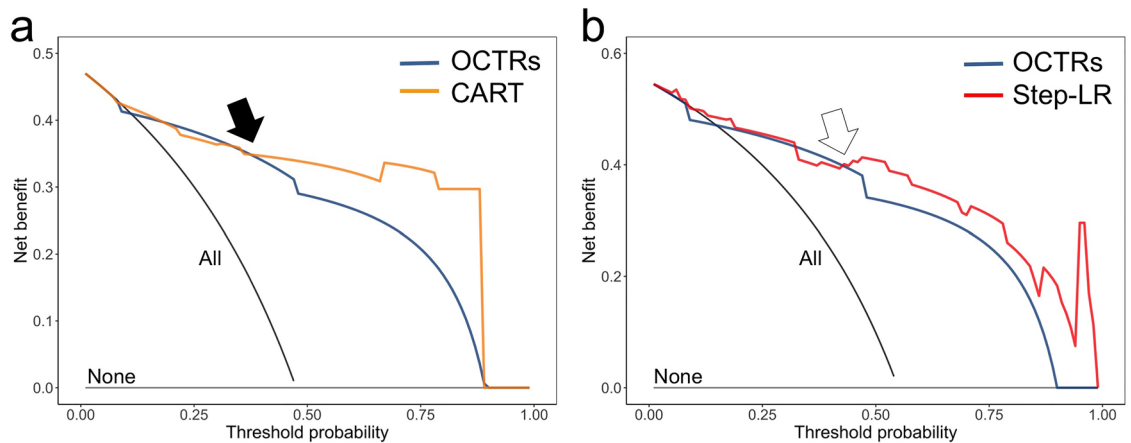 a
OCTRs
CART
Net benefit
0.5
0.4
0.3
0.2
0.1
0.0
All
None
0.00 0.25 0.50 0.75 1.00
Threshold probability
b
OCTRs
Step-LR
Net benefit
0.6
0.4
0.2
0.0
All
None
0.00 0.25 0.50 0.75 1.00
Threshold probability